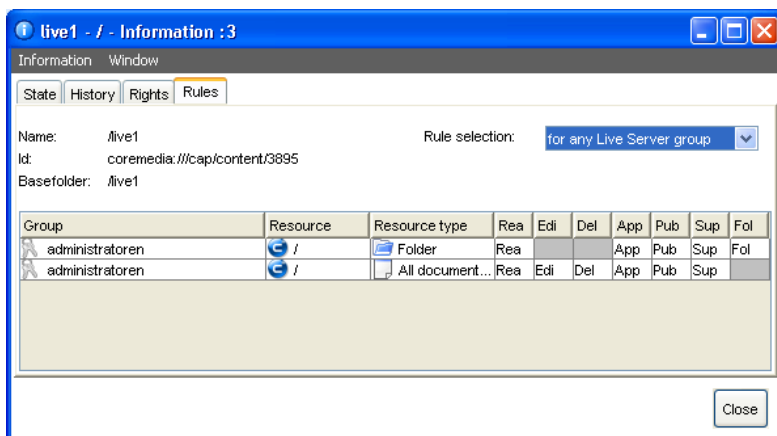 live1 - / - Information :3
Information Window
State History Rights Rules
Name: /live1 Rule selection: for any Live Server group
Id: coremedia:///cap/content/3895
Basefolder: /live1
Group Resource Resource type Rea Edi Del App Pub Sup Fol
administratoren / Folder Rea App Pub Sup Fol
administratoren / All document... Rea Edi Del App Pub Sup
Close